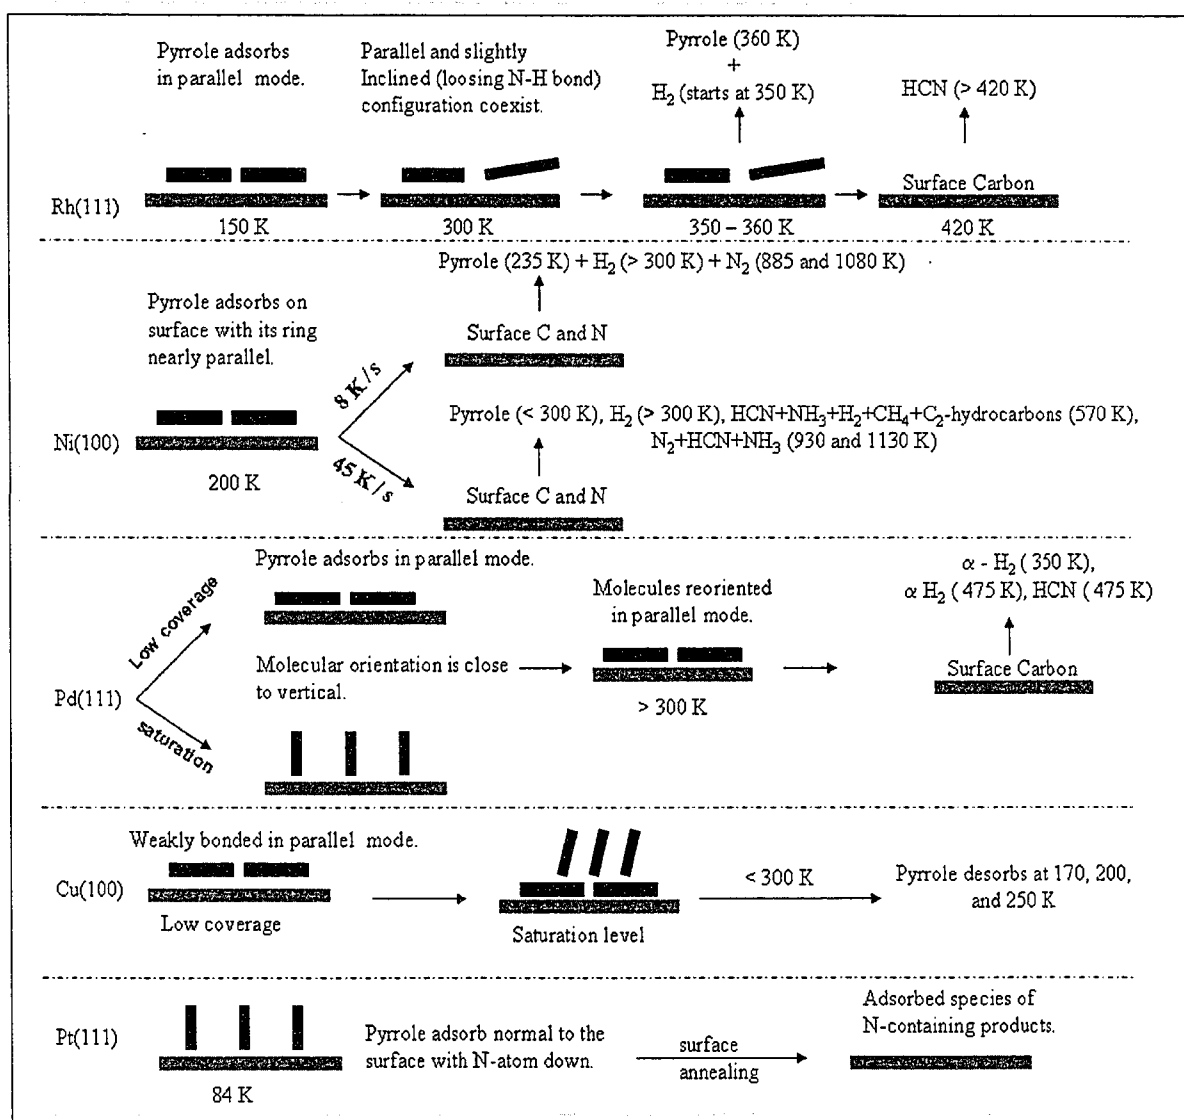 Pyrrole adsorbs
in parallel mode.
Parallel and slightly
Inclined (loosing N-H bond)
configuration coexist.
Pyrrole (360 K)
+
H₂ (starts at 350 K)
HCN (> 420 K)
Rh(111)
Surface Carbon
150 K
300 K
350 – 360 K
420 K
Pyrrole (235 K) + H₂ (> 300 K) + N₂ (885 and 1080 K)
Pyrrole adsorbs on
surface with its ring
nearly parallel.
Surface C and N
8 K / s
Pyrrole (< 300 K), H₂ (> 300 K), HCN+NH₃+H₂+CH₄+C₂-hydrocarbons (570 K),
N₂+HCN+NH₃ (930 and 1130 K)
Ni(100)
200 K
45 K / s
Surface C and N
Pyrrole adsorbs in parallel mode.
α - H₂ ( 350 K),
α H₂ ( 475 K), HCN ( 475 K)
Low coverage
Molecules reoriented
in parallel mode.
Molecular orientation is close
to vertical.
Surface Carbon
Pd(111)
> 300 K
saturation
Weakly bonded in parallel mode.
Cu(100)
< 300 K
Pyrrole desorbs at 170, 200,
and 250 K
Low coverage
Saturation level
Pt(111)
Pyrrole adsorb normal to the
surface with N-atom down.
surface
annealing
Adsorbed species of
N-containing products.
84 K